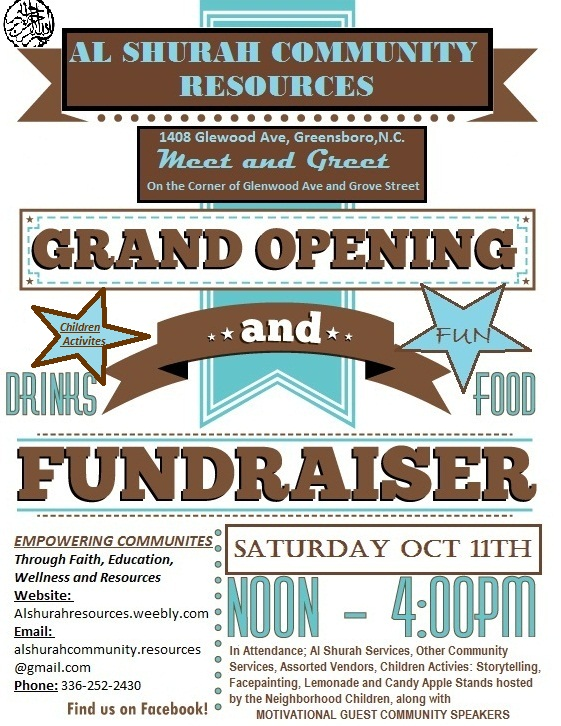 AL SHURAH COMMUNITY
RESOURCES
1408 Glewood Ave, Greensboro,N.C.
Meet and Greet
On the Corner of Glenwood Ave and Grove Street
GRAND OPENING
Children
Activites
and
FUN
DRINKS
FOOD
FUNDRAISER
EMPOWERING COMMUNITES
Through Faith, Education,
Wellness and Resources
Website:
Alshurahresources.weebly.com
Email:
alshurahcommunity.resources
@gmail.com
Phone: 336-252-2430
Find us on Facebook!
SATURDAY OCT 11TH
NOON - 4:00PM
In Attendance; Al Shurah Services, Other Community
Services, Assorted Vendors, Children Activies: Storytelling,
Facepainting, Lemonade and Candy Apple Stands hosted
by the Neighborhood Children, along with
MOTIVATIONAL GUEST COMMUNITY SPEAKERS